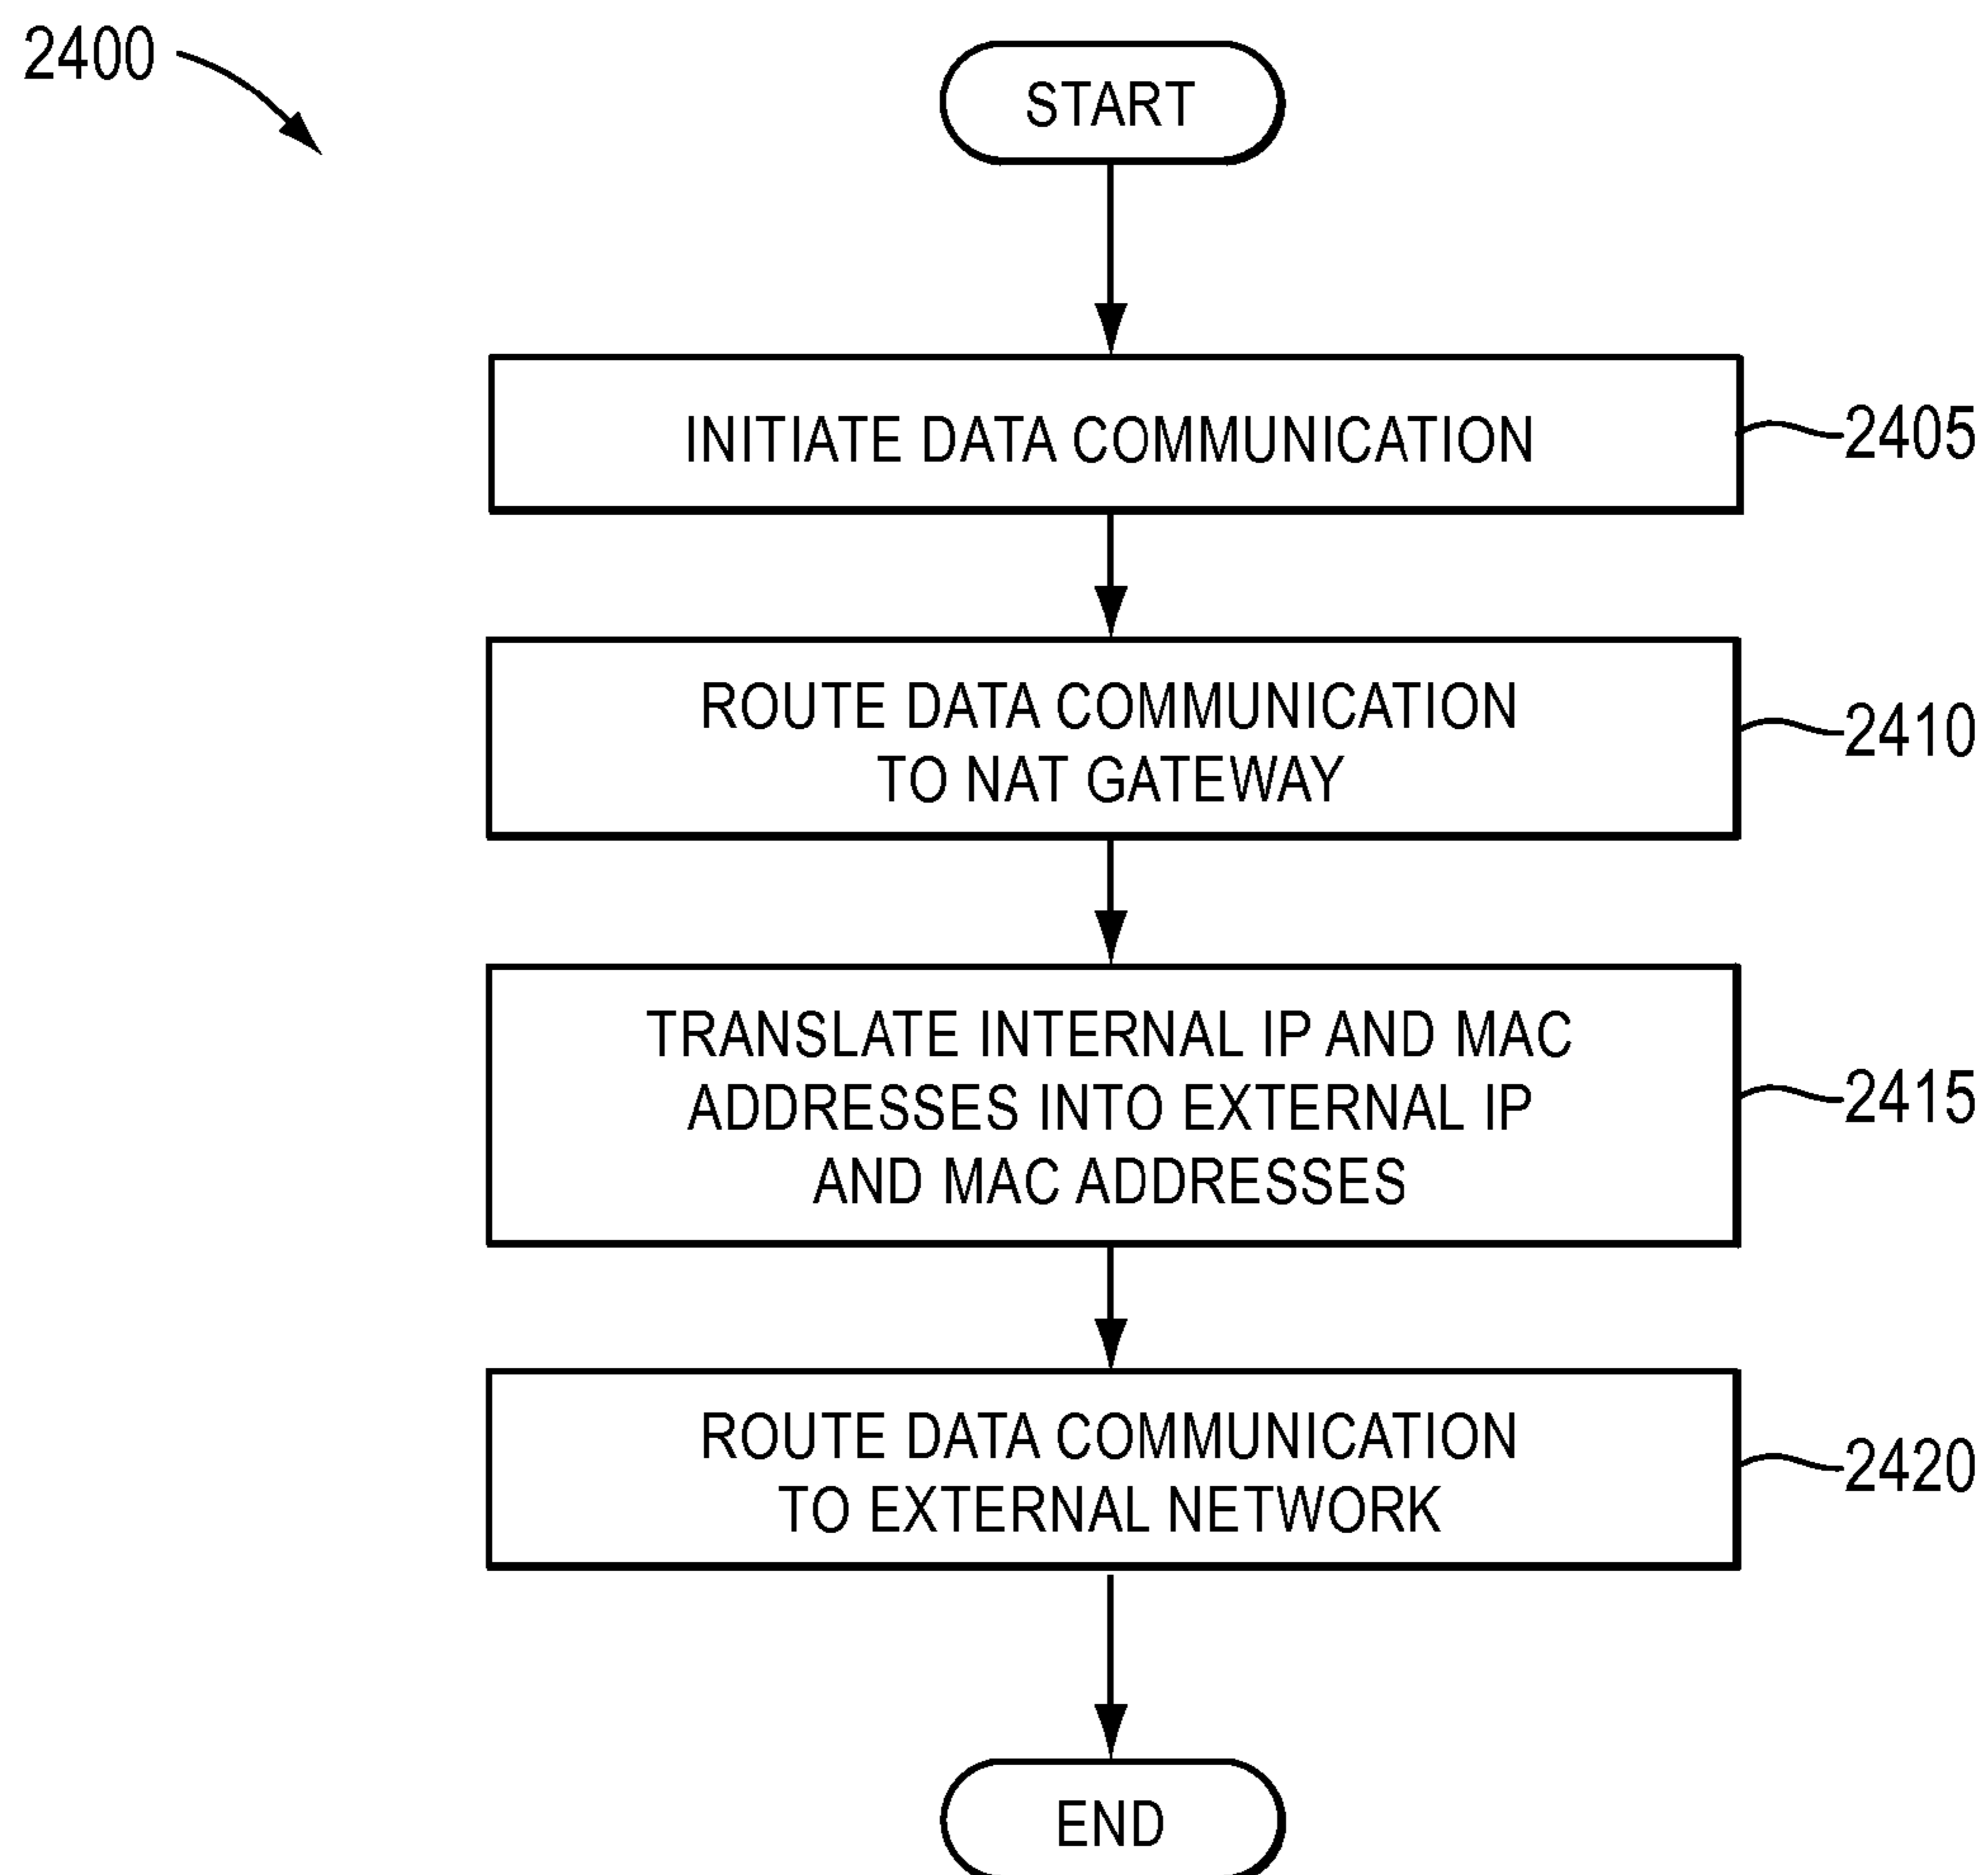 2400
START
INITIATE DATA COMMUNICATION
2405
ROUTE DATA COMMUNICATION
TO NAT GATEWAY
2410
TRANSLATE INTERNAL IP AND MAC
ADDRESSES INTO EXTERNAL IP
AND MAC ADDRESSES
2415
ROUTE DATA COMMUNICATION
TO EXTERNAL NETWORK
2420
END